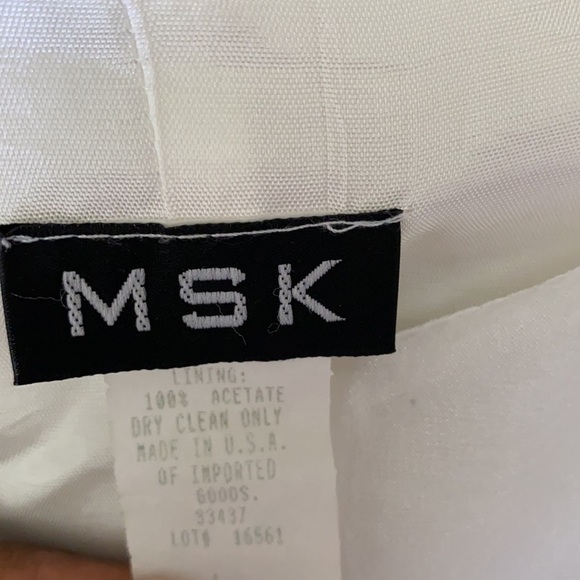 MSK
LINING:
100% ACETATE
DRY CLEAN ONLY
MADE IN U.S.A.
OF IMPORTED
GOODS.
33437
LOT# 16561